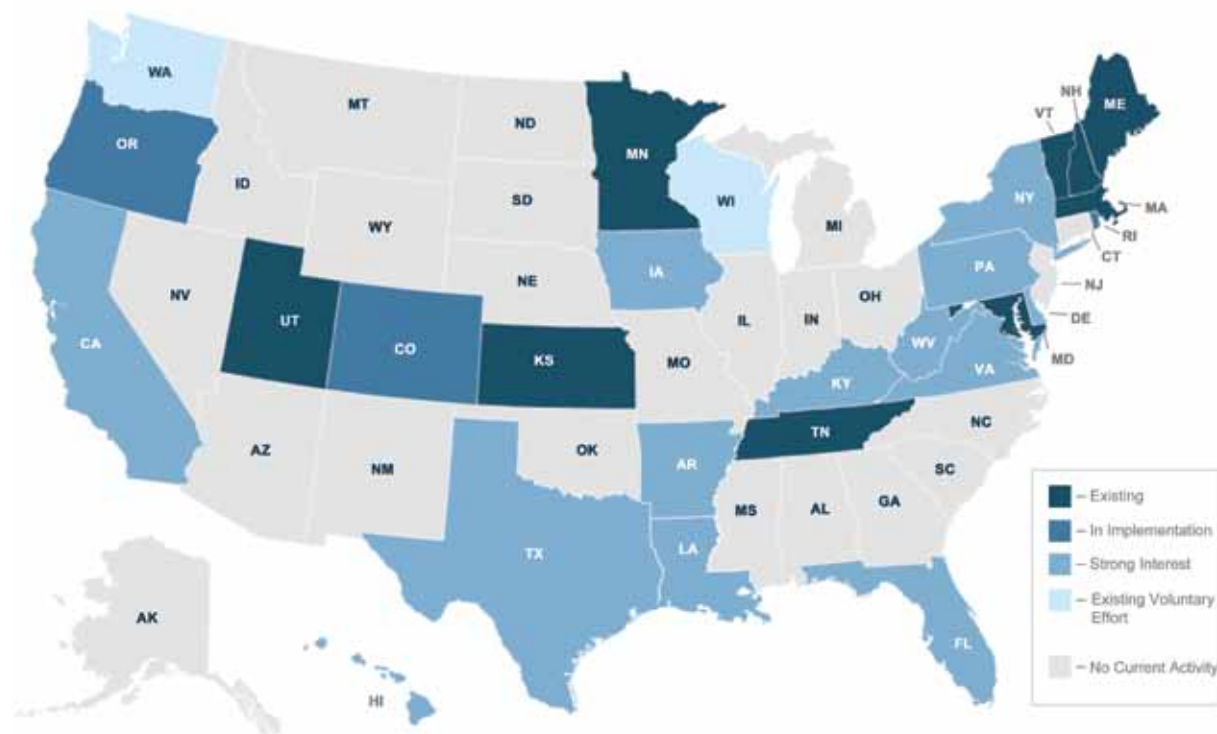 WA
MT
ND
MN
ME
NH
VT
OR
ID
SD
WI
MI
NY
MA
RI
CT
WY
IA
PA
NJ
NE
OH
DE
NV
UT
CO
KS
IL
IN
WV
MD
CA
MO
KY
VA
AZ
NM
OK
AR
TN
NC
SC
MS
AL
GA
TX
LA
FL
AK
HI
– Existing
– In Implementation
– Strong Interest
– Existing Voluntary
Effort
– No Current Activity